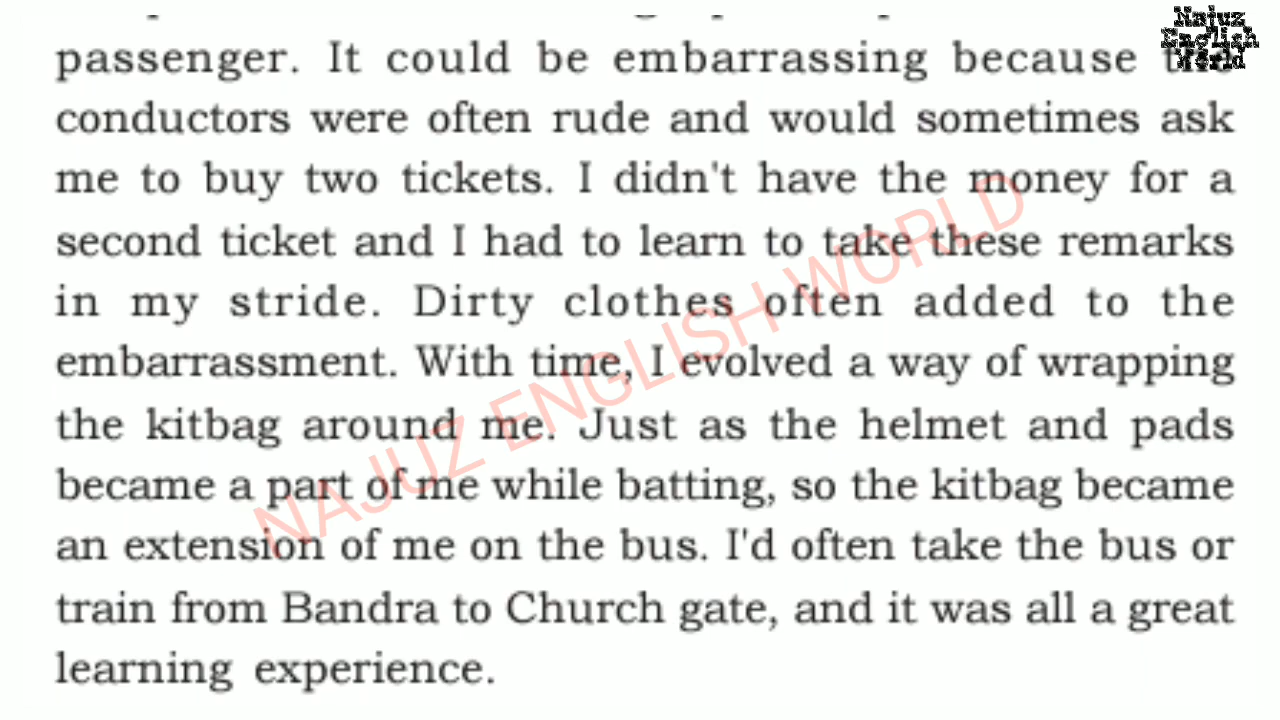 passenger. It could be embarrassing because the
conductors were often rude and would sometimes ask
me to buy two tickets. I didn't have the money for a
second ticket and I had to learn to take these remarks
in my stride. Dirty clothes often added to the
embarrassment. With time, I evolved a way of wrapping
the kitbag around me. Just as the helmet and pads
became a part of me while batting, so the kitbag became
an extension of me on the bus. I'd often take the bus or
train from Bandra to Church gate, and it was all a great
learning experience.
NAJUZ ENGLISH WORLD
Najuz
English
World